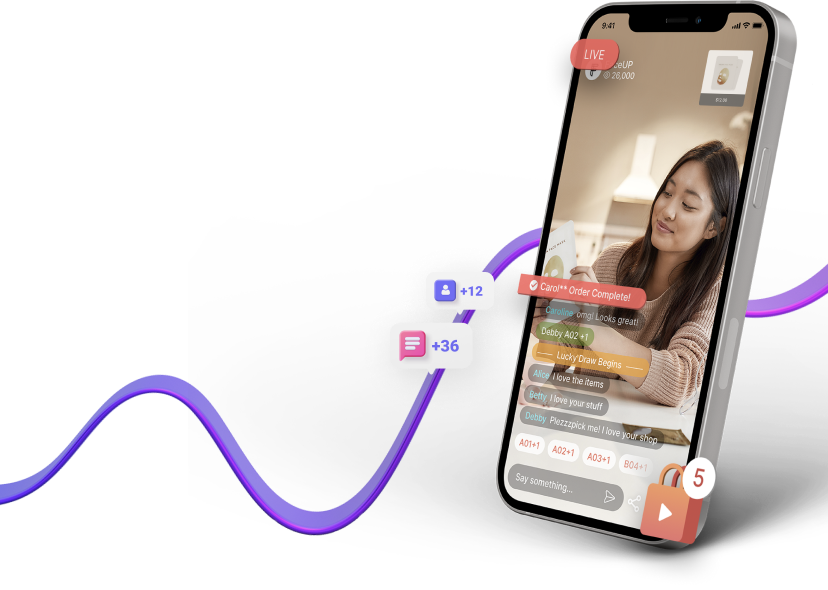 9:41
LIVE
eUP
28,000
+12
+36
Carol** Order Complete!
Caroline omg! Looks great!
Debby A02 +1
Lucky Draw Begins
Alice I love the items
Betty I love your stuff
Debby Plezzzpick me! I love your shop
A01+1 A02+1 A03+1 B04+1
Say something...
5